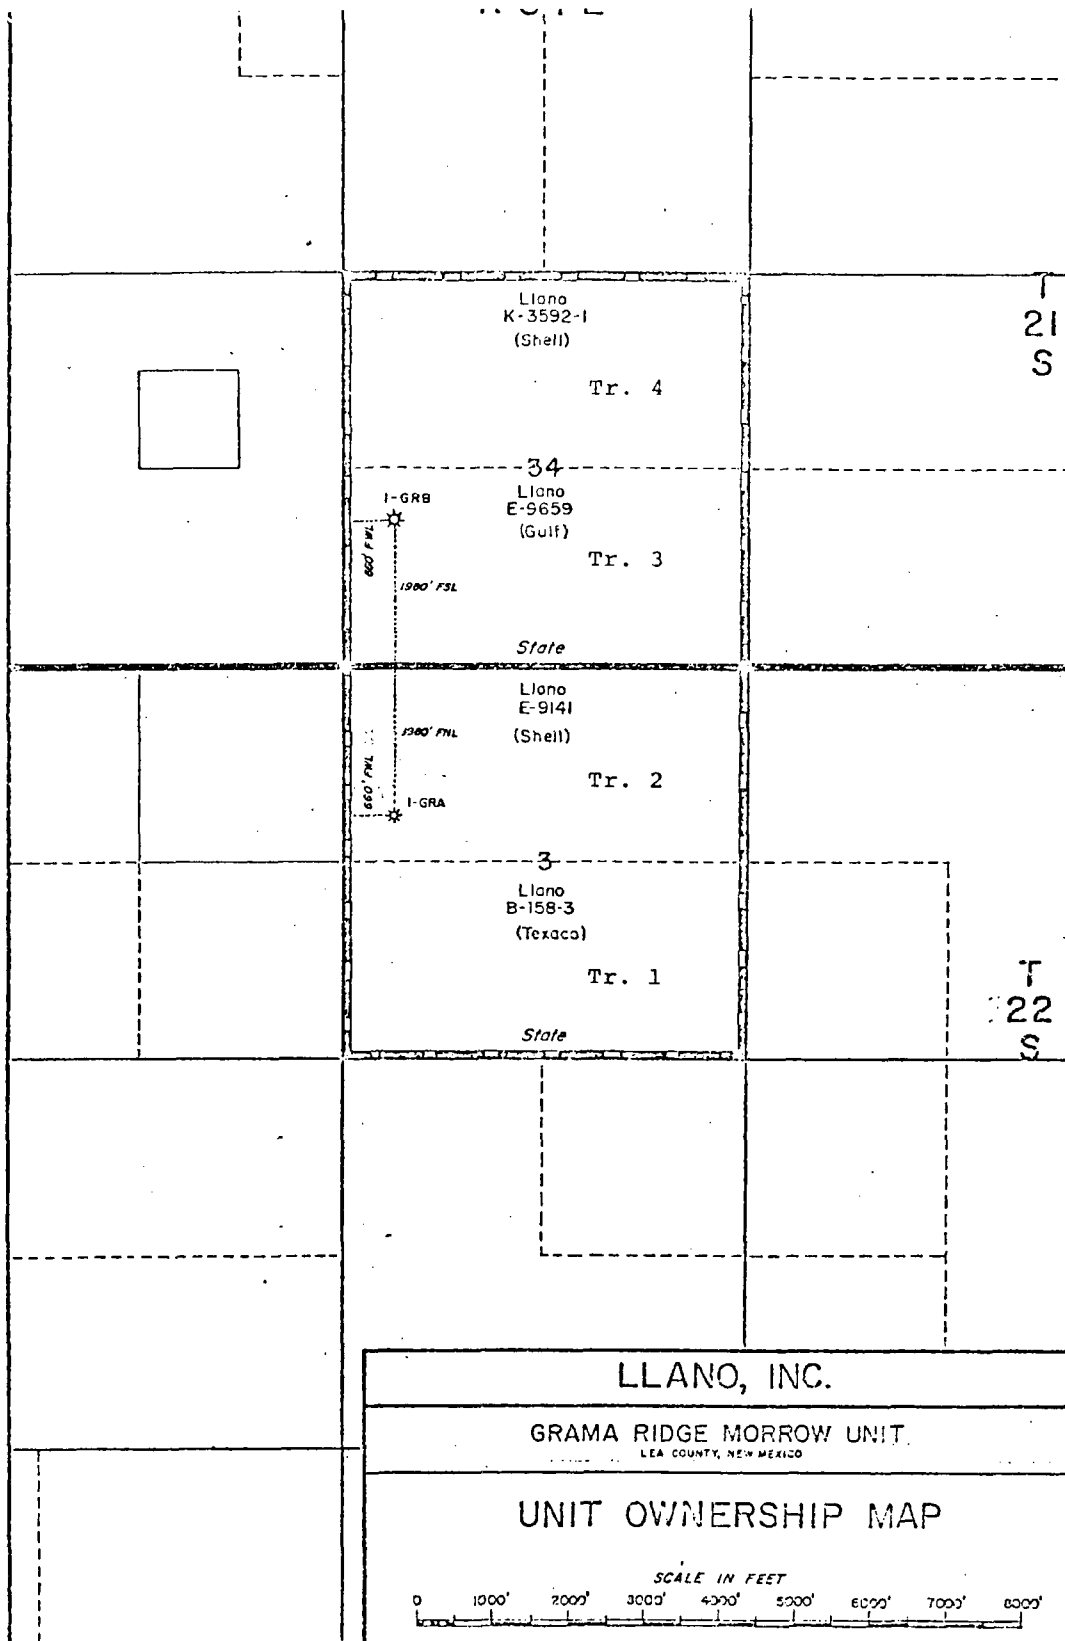 Llano
K-3592-1
(Shell)
Tr. 4
T
21
S
34
1-GRB
Llano
E-9659
(Gulf)
Tr. 3
660' FWL
1980' FSL
State
Llano
E-9141
(Shell)
Tr. 2
660' FWL
1980' FNL
1-GRA
3
Llano
B-158-3
(Texaco)
Tr. 1
State
T
22
S
LLANO, INC.
GRAMA RIDGE MORROW UNIT
LEA COUNTY, NEW MEXICO
UNIT OWNERSHIP MAP
SCALE IN FEET
0 1000' 2000' 3000' 4000' 5000' 6000' 7000' 8000'